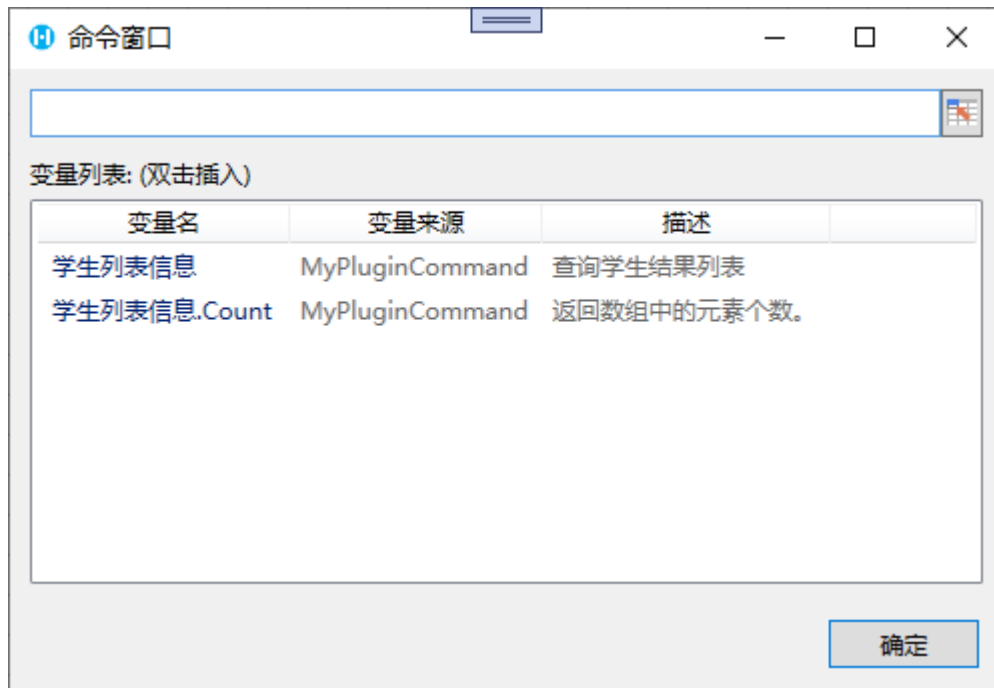 命令窗口
变量列表: (双击插入)
变量名 变量来源 描述
学生列表信息 MyPluginCommand 查询学生结果列表
学生列表信息.Count MyPluginCommand 返回数组中的元素个数。
确定